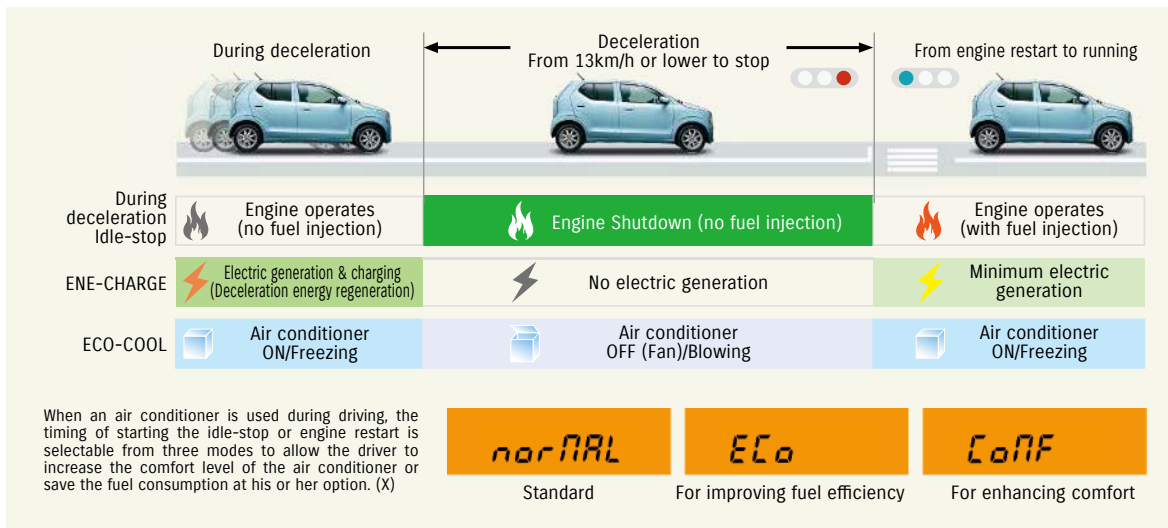 During deceleration
Deceleration
From 13km/h or lower to stop
From engine restart to running
During
deceleration
Idle-stop
Engine operates
(no fuel injection)
Engine Shutdown (no fuel injection)
Engine operates
(with fuel injection)
ENE-CHARGE
Electric generation & charging
(Deceleration energy regeneration)
No electric generation
Minimum electric
generation
ECO-COOL
Air conditioner
ON/Freezing
Air conditioner
OFF (Fan)/Blowing
Air conditioner
ON/Freezing
When an air conditioner is used during driving, the
timing of starting the idle-stop or engine restart is
selectable from three modes to allow the driver to
increase the comfort level of the air conditioner or
save the fuel consumption at his or her option. (X)
norMAL
Standard
ECo
For improving fuel efficiency
CoMF
For enhancing comfort